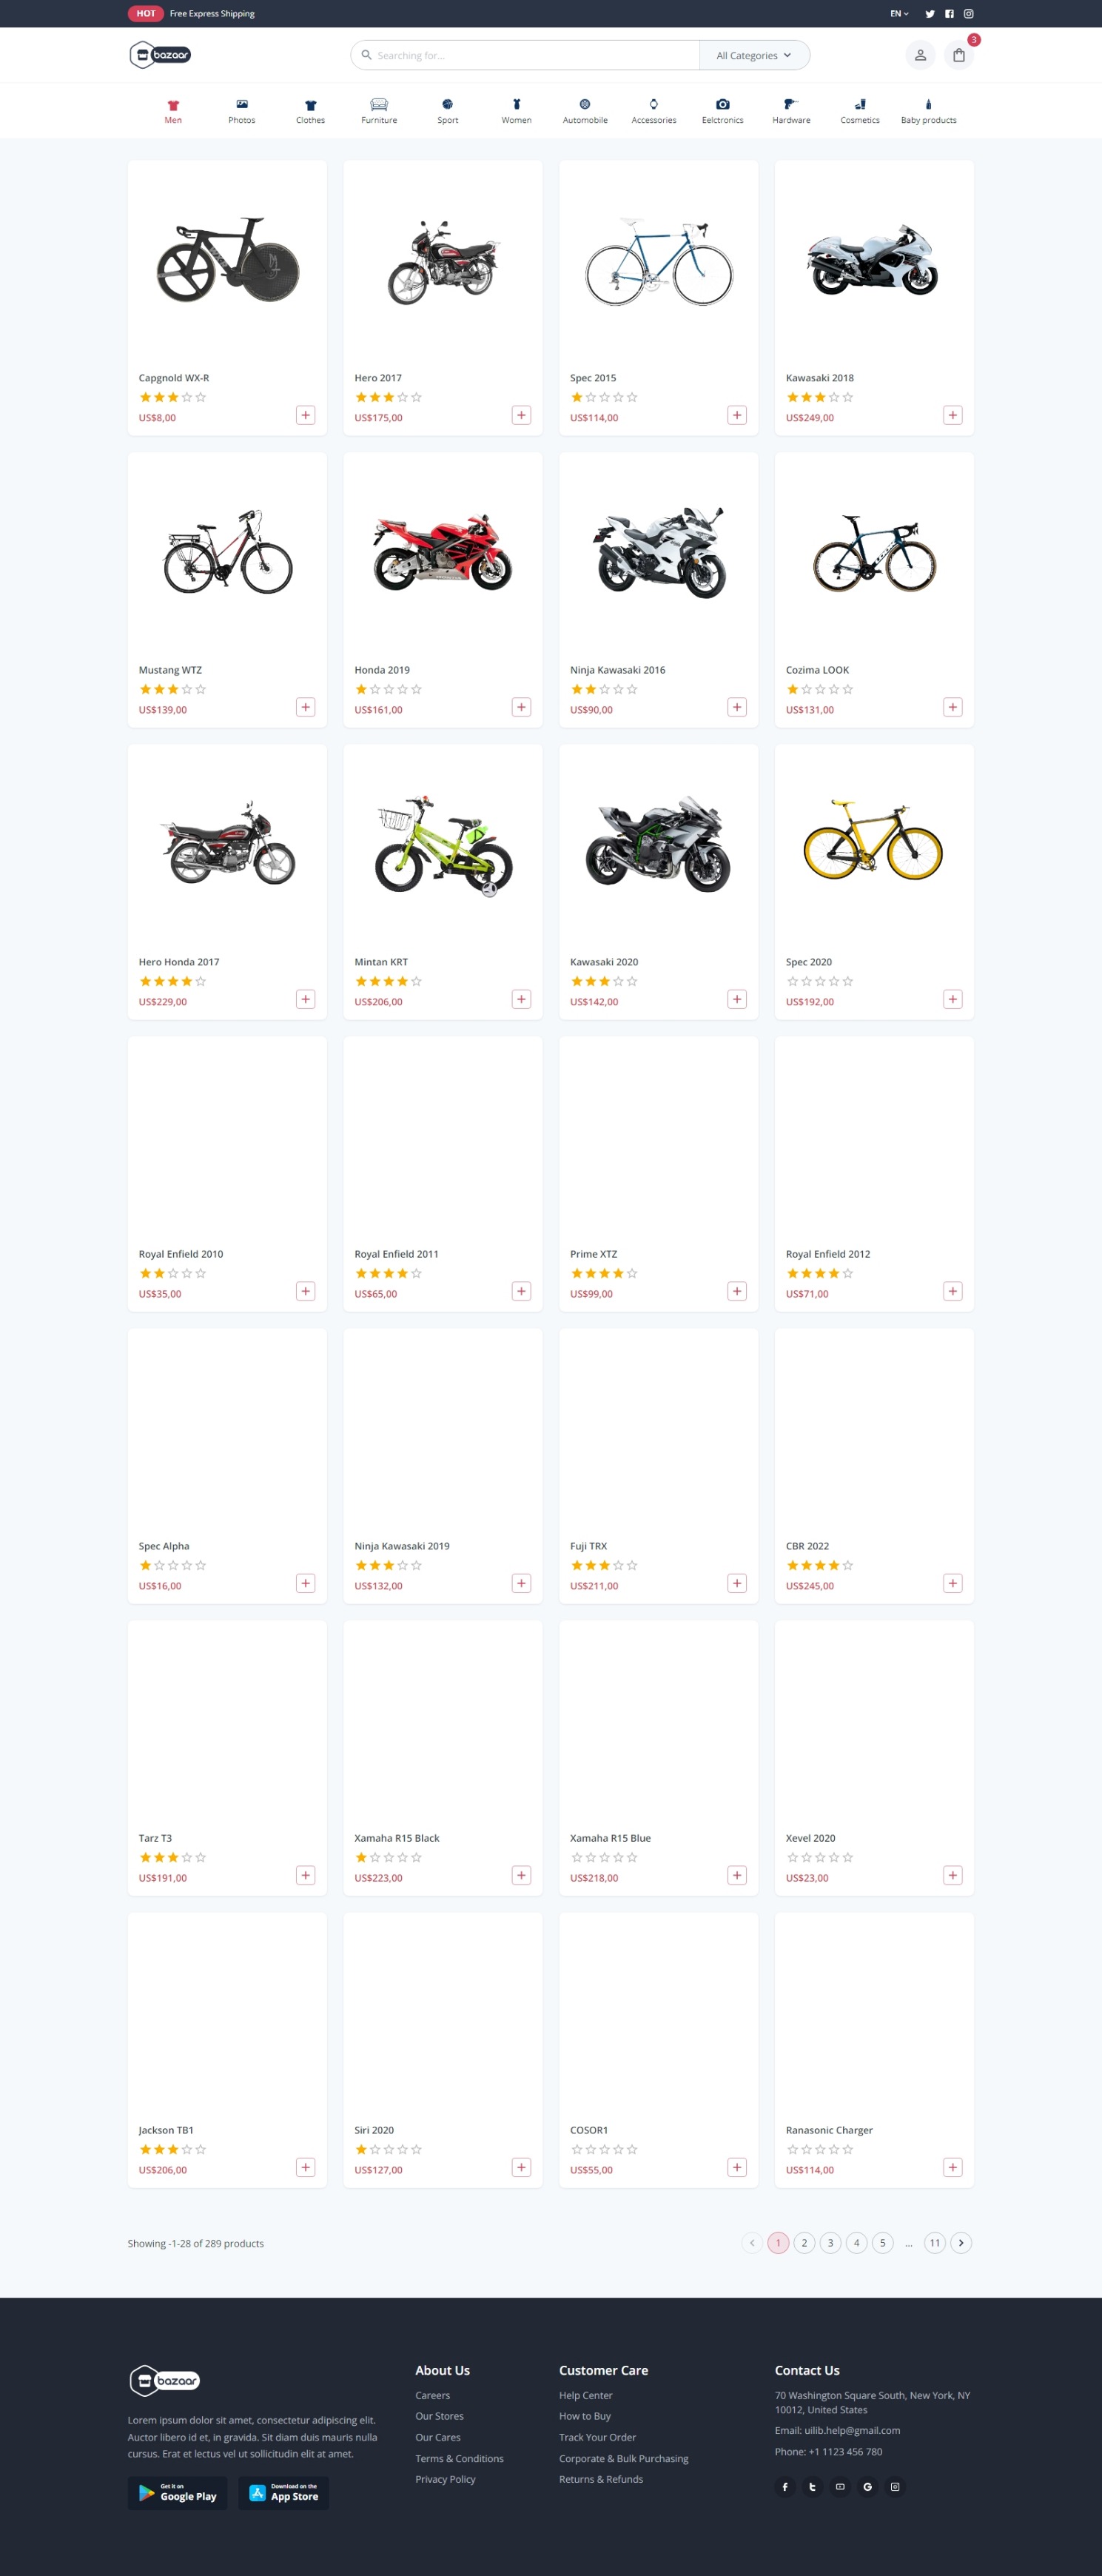 HOT Free Express Shipping EN
bazaar Searching for... All Categories 3
Men Photos Clothes Furniture Sport Women Automobile Accessories Eelctronics Hardware Cosmetics Baby products
Capgnold WX-R
US$8,00
Hero 2017
US$175,00
Spec 2015
US$114,00
Kawasaki 2018
US$249,00
Mustang WTZ
US$139,00
Honda 2019
US$161,00
Ninja Kawasaki 2016
US$90,00
Cozima LOOK
US$131,00
Hero Honda 2017
US$229,00
Mintan KRT
US$206,00
Kawasaki 2020
US$142,00
Spec 2020
US$192,00
Royal Enfield 2010
US$35,00
Royal Enfield 2011
US$65,00
Prime XTZ
US$99,00
Royal Enfield 2012
US$71,00
Spec Alpha
US$16,00
Ninja Kawasaki 2019
US$132,00
Fuji TRX
US$211,00
CBR 2022
US$245,00
Tarz T3
US$191,00
Xamaha R15 Black
US$223,00
Xamaha R15 Blue
US$218,00
Xevel 2020
US$23,00
Jackson TB1
US$206,00
Siri 2020
US$127,00
COSOR1
US$55,00
Ranasonic Charger
US$114,00
Showing -1-28 of 289 products
1 2 3 4 5 ... 11
bazaar
Lorem ipsum dolor sit amet, consectetur adipiscing elit.
Auctor libero id et, in gravida. Sit diam duis mauris nulla
cursus. Erat et lectus vel ut sollicitudin elit at amet.
Get it on
Google Play
Download on the
App Store
About Us
Careers
Our Stores
Our Cares
Terms & Conditions
Privacy Policy
Customer Care
Help Center
How to Buy
Track Your Order
Corporate & Bulk Purchasing
Returns & Refunds
Contact Us
70 Washington Square South, New York, NY
10012, United States
Email: uilib.help@gmail.com
Phone: +1 1123 456 780